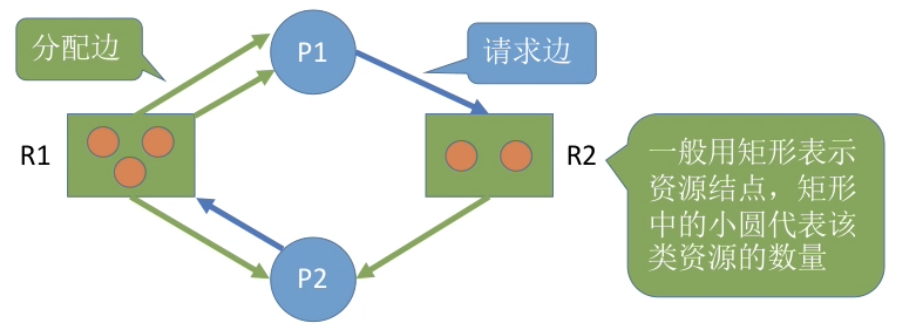 分配边
P1
请求边
R1
R2
一般用矩形表示
资源结点，矩形
中的小圆代表该
类资源的数量
P2